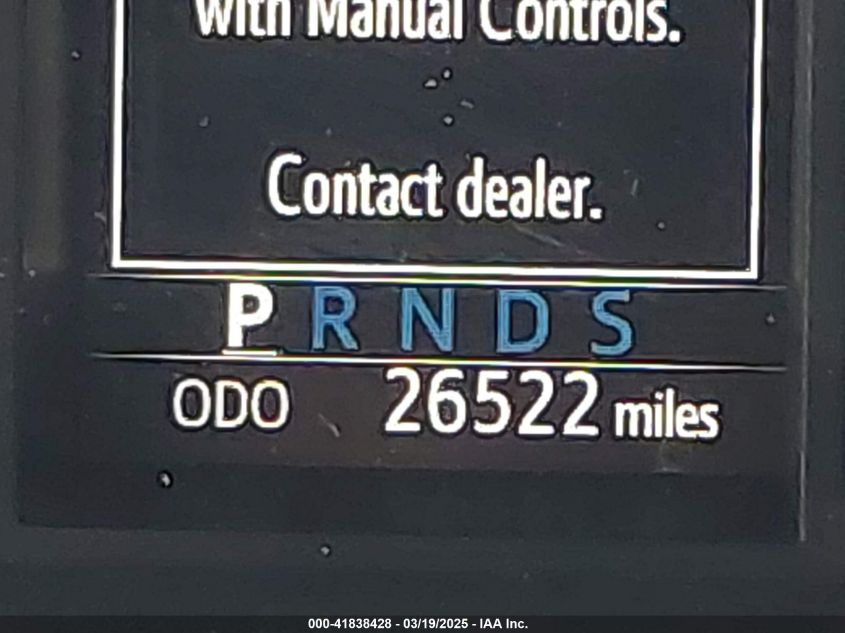 with Manual Controls.
Contact dealer.
P R N D S
ODO 26522 miles
000-41838428 - 03/19/2025 - IAA Inc.